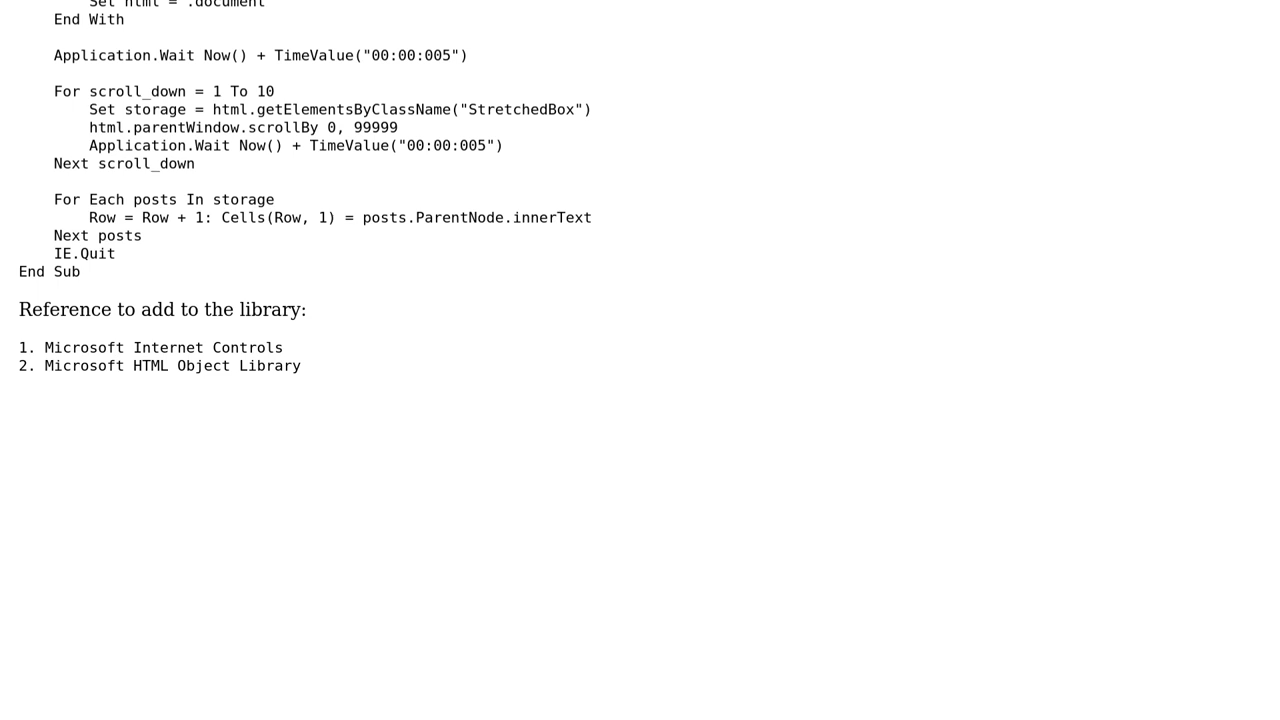 Set html = .document
End With
Application.Wait Now() + TimeValue("00:00:005")
For scroll_down = 1 To 10
Set storage = html.getElementsByClassName("StretchedBox")
html.parentWindow.scrollBy 0, 99999
Application.Wait Now() + TimeValue("00:00:005")
Next scroll_down
For Each posts In storage
Row = Row + 1: Cells(Row, 1) = posts.ParentNode.innerText
Next posts
IE.Quit
End Sub
Reference to add to the library:
1. Microsoft Internet Controls
2. Microsoft HTML Object Library